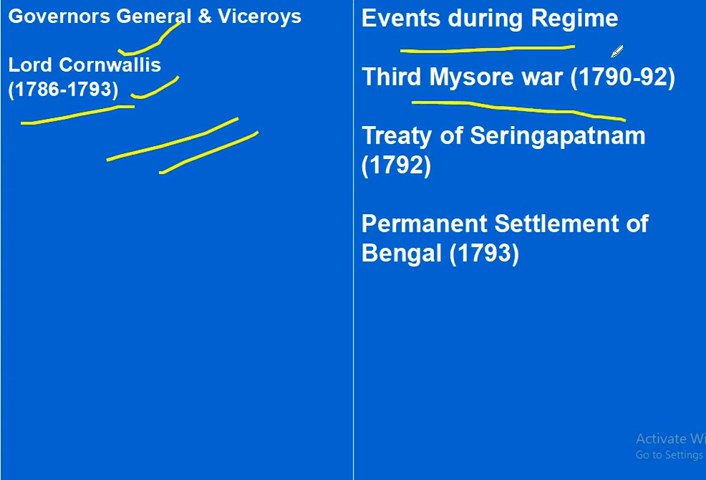 Governors General & Viceroys
Lord Cornwallis
(1786-1793)
Events during Regime
Third Mysore war (1790-92)
Treaty of Seringapatnam
(1792)
Permanent Settlement of
Bengal (1793)
Activate Wi
Go to Settings